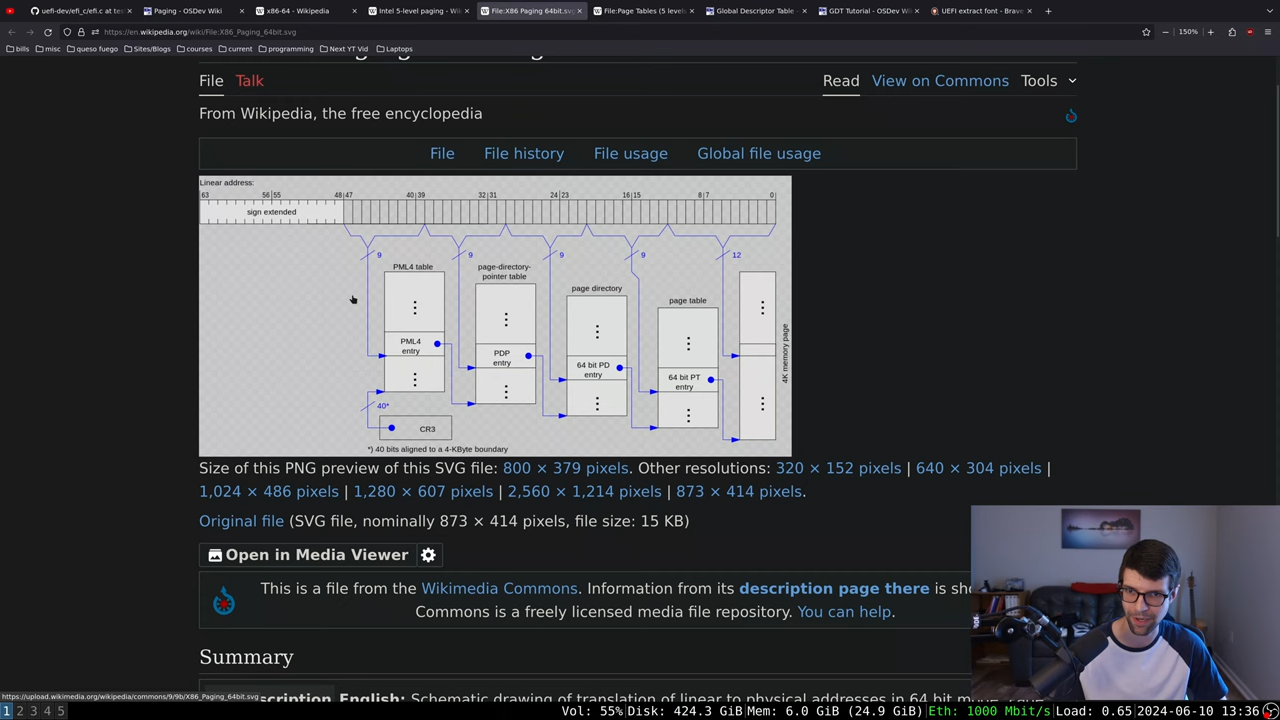 uefi-dev/efi_c/efi.c at tes
Paging - OSDev Wiki
x86-64 - Wikipedia
Intel 5-level paging - Wiki
File:X86 Paging 64bit.svg
File:Page Tables (5 levels
Global Descriptor Table -
GDT Tutorial - OSDev Wi
UEFI extract font - Brave
https://en.wikipedia.org/wiki/File:X86_Paging_64bit.svg
150%
bills misc queso fuego Sites/Blogs courses current programming Next YT Vid Laptops
File Talk Read View on Commons Tools
From Wikipedia, the free encyclopedia
File File history File usage Global file usage
Linear address:
63 56|55 48|47 40|39 32|31 24|23 16|15 8|7 0
sign extended
9 9 9 9 12
PML4 table
page-directory-
pointer table
page directory
page table
PML4
entry
PDP
entry
64 bit PD
entry
64 bit PT
entry
4K memory page
40*
CR3
*) 40 bits aligned to a 4-KByte boundary
Size of this PNG preview of this SVG file: 800 × 379 pixels. Other resolutions: 320 × 152 pixels | 640 × 304 pixels |
1,024 × 486 pixels | 1,280 × 607 pixels | 2,560 × 1,214 pixels | 873 × 414 pixels.
Original file (SVG file, nominally 873 × 414 pixels, file size: 15 KB)
Open in Media Viewer
This is a file from the Wikimedia Commons. Information from its description page there is sh
Commons is a freely licensed media file repository. You can help.
Summary
English: Schematic drawing of translation of linear to physical addresses in 64 bit
https://upload.wikimedia.org/wikipedia/commons/9/9b/X86_Paging_64bit.svg
1 2 3 4 5
Vol: 55% Disk: 424.3 GiB Mem: 6.0 GiB (24.9 GiB) Eth: 1000 Mbit/s Load: 0.65 2024-06-10 13:36